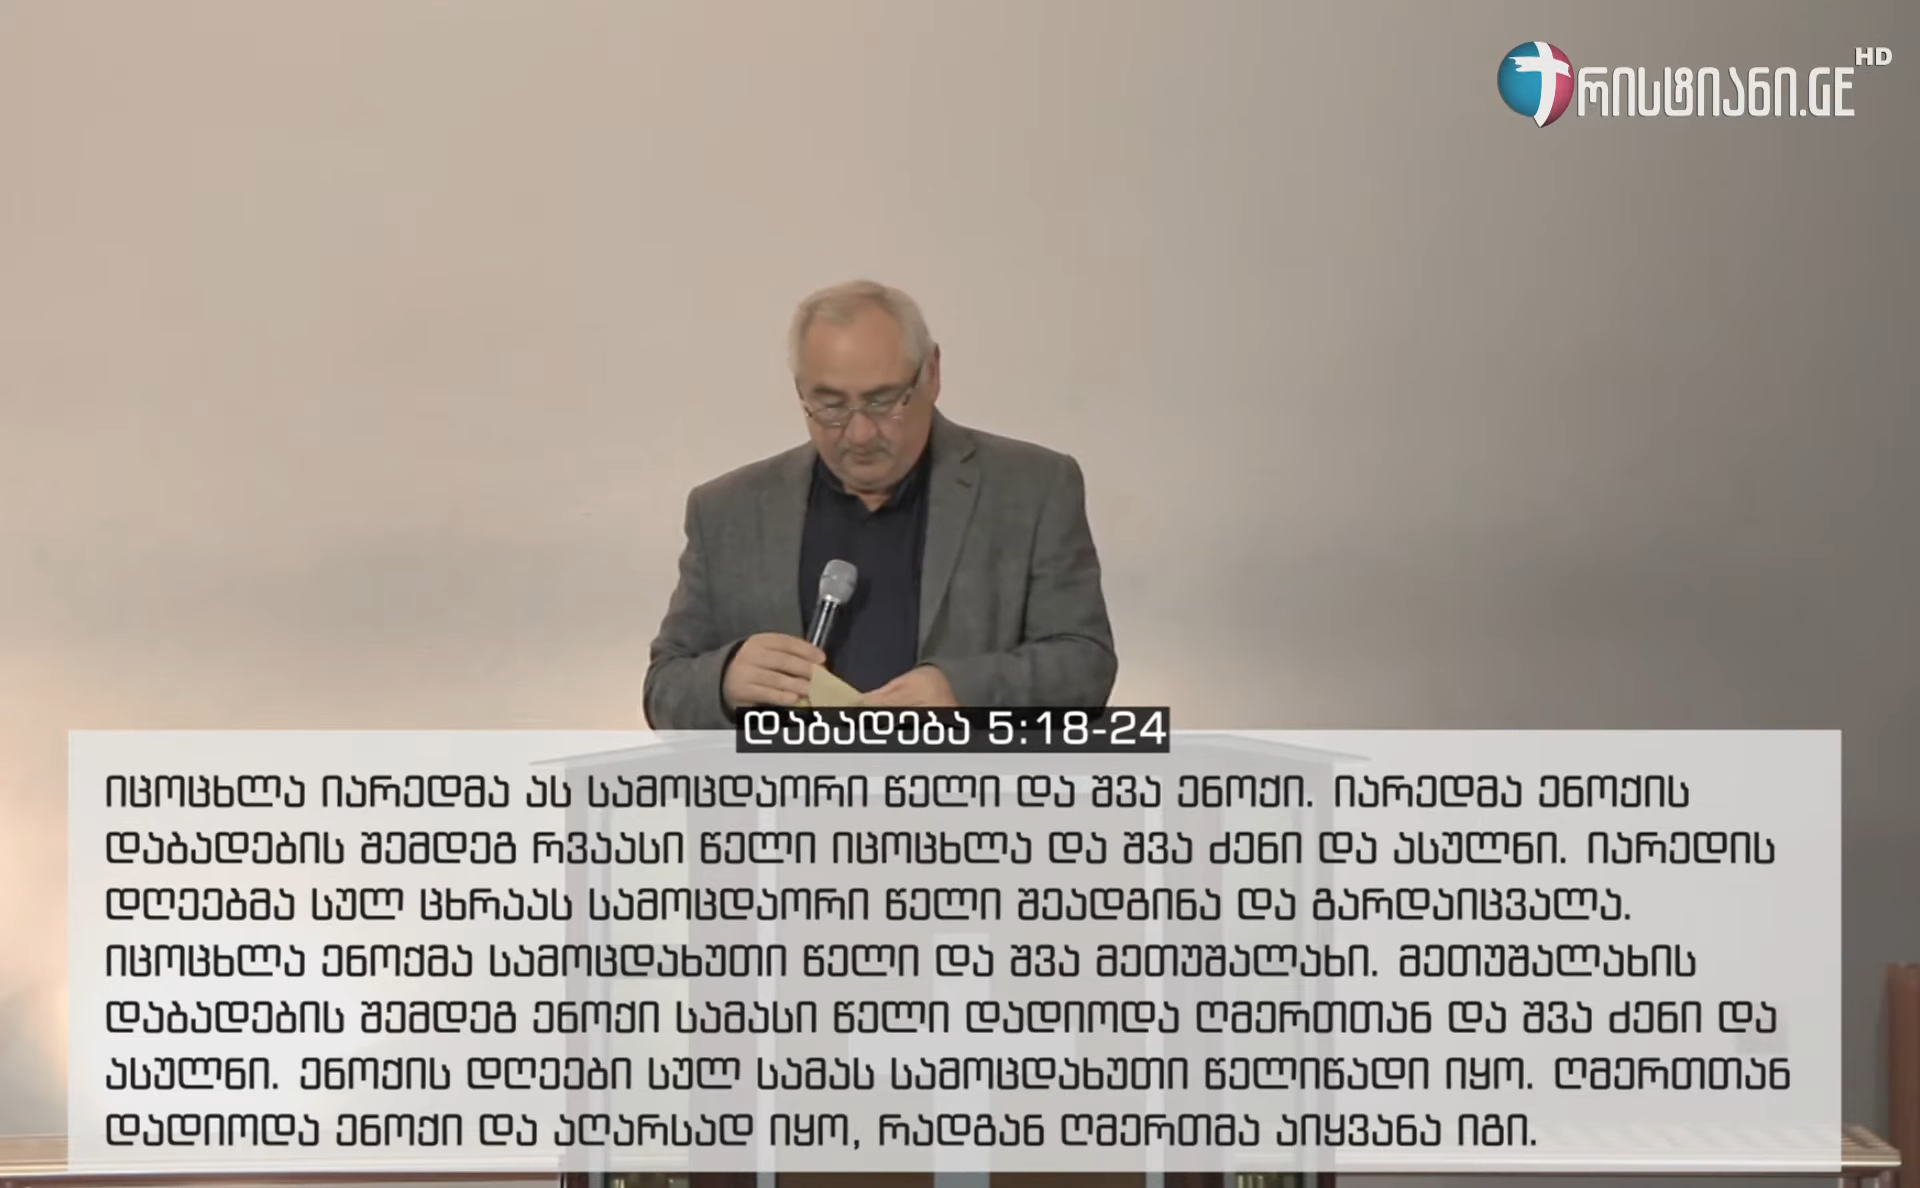 რისტიანი.GE HD
დაბადება 5:18-24
იცოცხლა იარედმა ას სამოცდაორი წელი და შვა ენოქი. იარედმა ენოქის
დაბადების შემდეგ რვაასი წელი იცოცხლა და შვა ძენი და ასულნი. იარედის
დღეებმა სულ ცხრაას სამოცდაორი წელი შეადგინა და გარდაიცვალა.
იცოცხლა ენოქმა სამოცდახუთი წელი და შვა მეთუშალახი. მეთუშალახის
დაბადების შემდეგ ენოქი სამასი წელი დადიოდა ღმერთთან და შვა ძენი და
ასულნი. ენოქის დღეები სულ სამას სამოცდახუთი წელიწადი იყო. ღმერთთან
დადიოდა ენოქი და აღარსად იყო, რადგან ღმერთმა აიყვანა იგი.